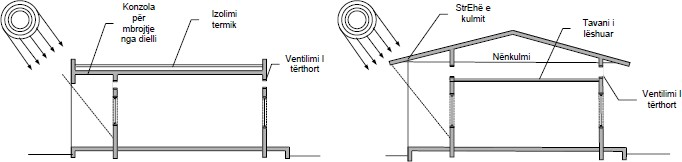 Konzola
për
mbrojtje
nga dielli
Izolimi
termik
Ventilimi I
tërthort
StrEhë e
kulmit
Nënkulmi
Tavani i
lëshuar
Ventilimi I
tërthort